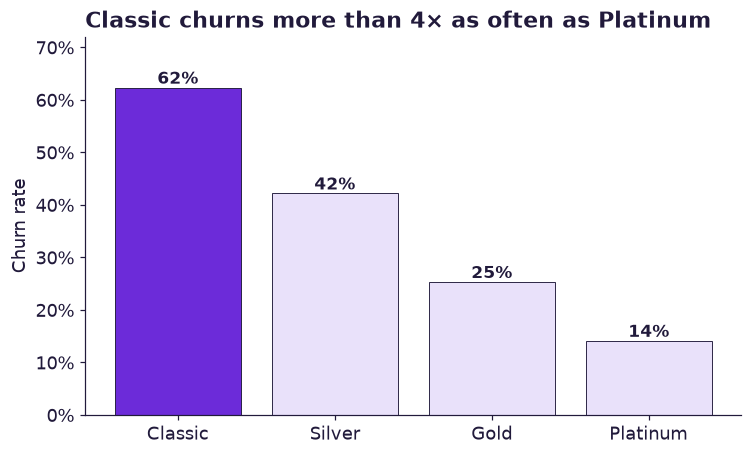 Classic churns more than 4× as often as Platinum
Churn rate
70%
60%
50%
40%
30%
20%
10%
0%
62%
42%
25%
14%
Classic
Silver
Gold
Platinum